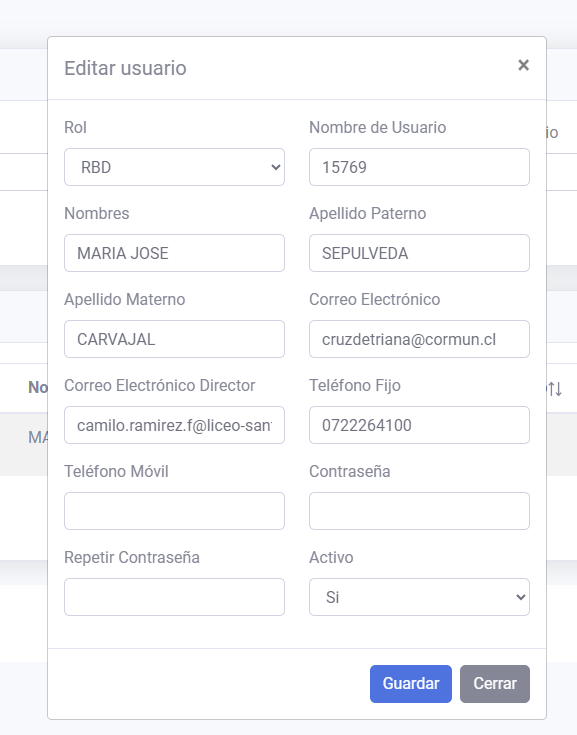 Editar usuario ×
Rol Nombre de Usuario
RBD 15769
Nombres Apellido Paterno
MARIA JOSE SEPULVEDA
Apellido Materno Correo Electrónico
CARVAJAL cruzdetriana@cormun.cl
Correo Electrónico Director Teléfono Fijo
camilo.ramirez.f@liceo-san 0722264100
Teléfono Móvil Contraseña
Repetir Contraseña Activo
Si
Guardar Cerrar
io
No
MA